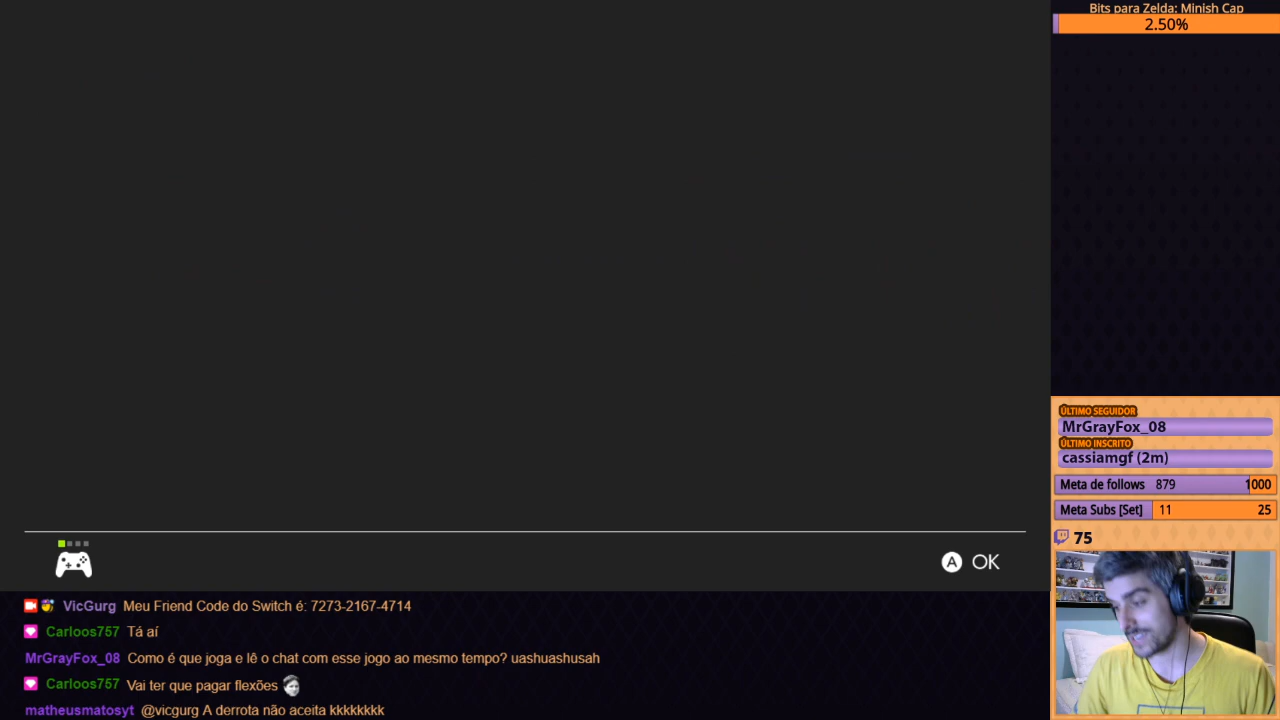 Bits para Zelda: Minish Cap
2.50%
ÚLTIMO SEGUIDOR
MrGrayFox_08
ÚLTIMO INSCRITO
cassiamgf (2m)
Meta de follows 879 1000
Meta Subs [Set] 11 25
75
A OK
VicGurg Meu Friend Code do Switch é: 7273-2167-4714
Carloos757 Tá aí
MrGrayFox_08 Como é que joga e lê o chat com esse jogo ao mesmo tempo? uashuashusah
Carloos757 Vai ter que pagar flexões
matheusmatosyt @vicgurg A derrota não aceita kkkkkkkk